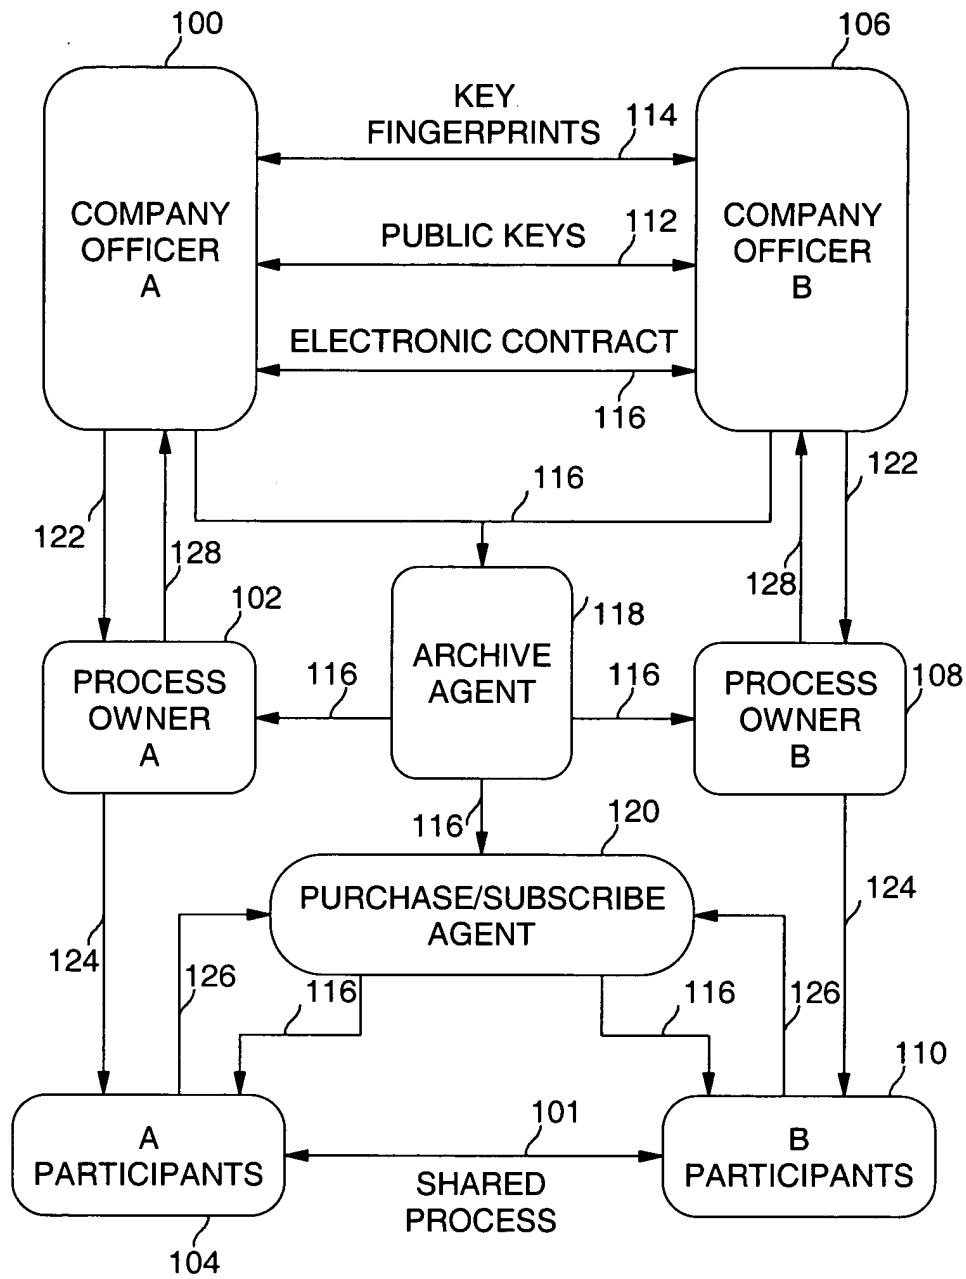 100
106
KEY
FINGERPRINTS
114
COMPANY
OFFICER
A
PUBLIC KEYS
112
COMPANY
OFFICER
B
ELECTRONIC CONTRACT
116
122
128
116
122
128
102
118
PROCESS
OWNER
A
116
ARCHIVE
AGENT
116
PROCESS
OWNER
B
108
116
120
PURCHASE/SUBSCRIBE
AGENT
124
124
126
116
116
126
110
A
PARTICIPANTS
101
SHARED
PROCESS
B
PARTICIPANTS
104